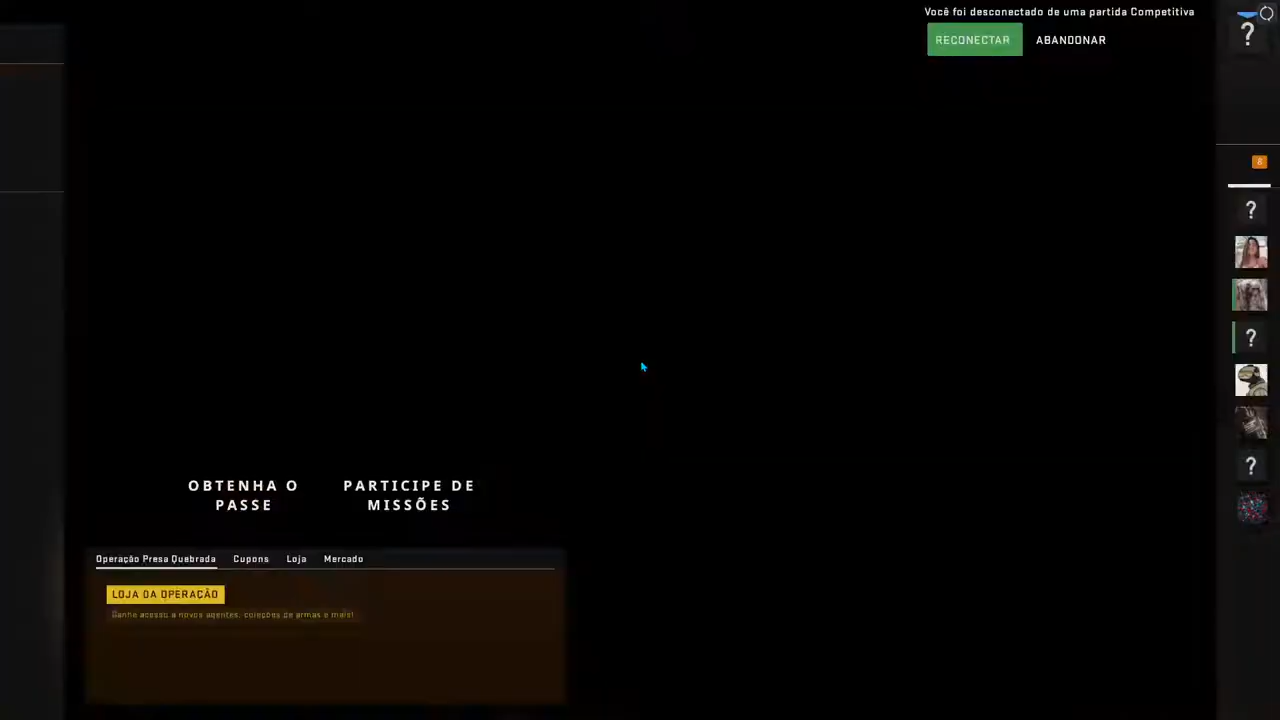 Você foi desconectado de uma partida Competitiva
RECONECTAR
ABANDONAR
?
6
?
?
?
OBTENHA O
PASSE
PARTICIPE DE
MISSÕES
Operação Presa Quebrada
Cupons
Loja
Mercado
LOJA DA OPERAÇÃO
Ganhe acesso a novos agentes, coleções de armas e mais!